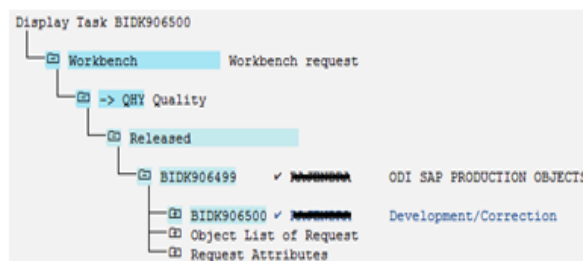 Display Task BIDK906500
Workbench Workbench request
-> QHY Quality
Released
BIDK906499 ODI SAP PRODUCTION OBJECTS
BIDK906500 Development/Correction
Object List of Request
Request Attributes